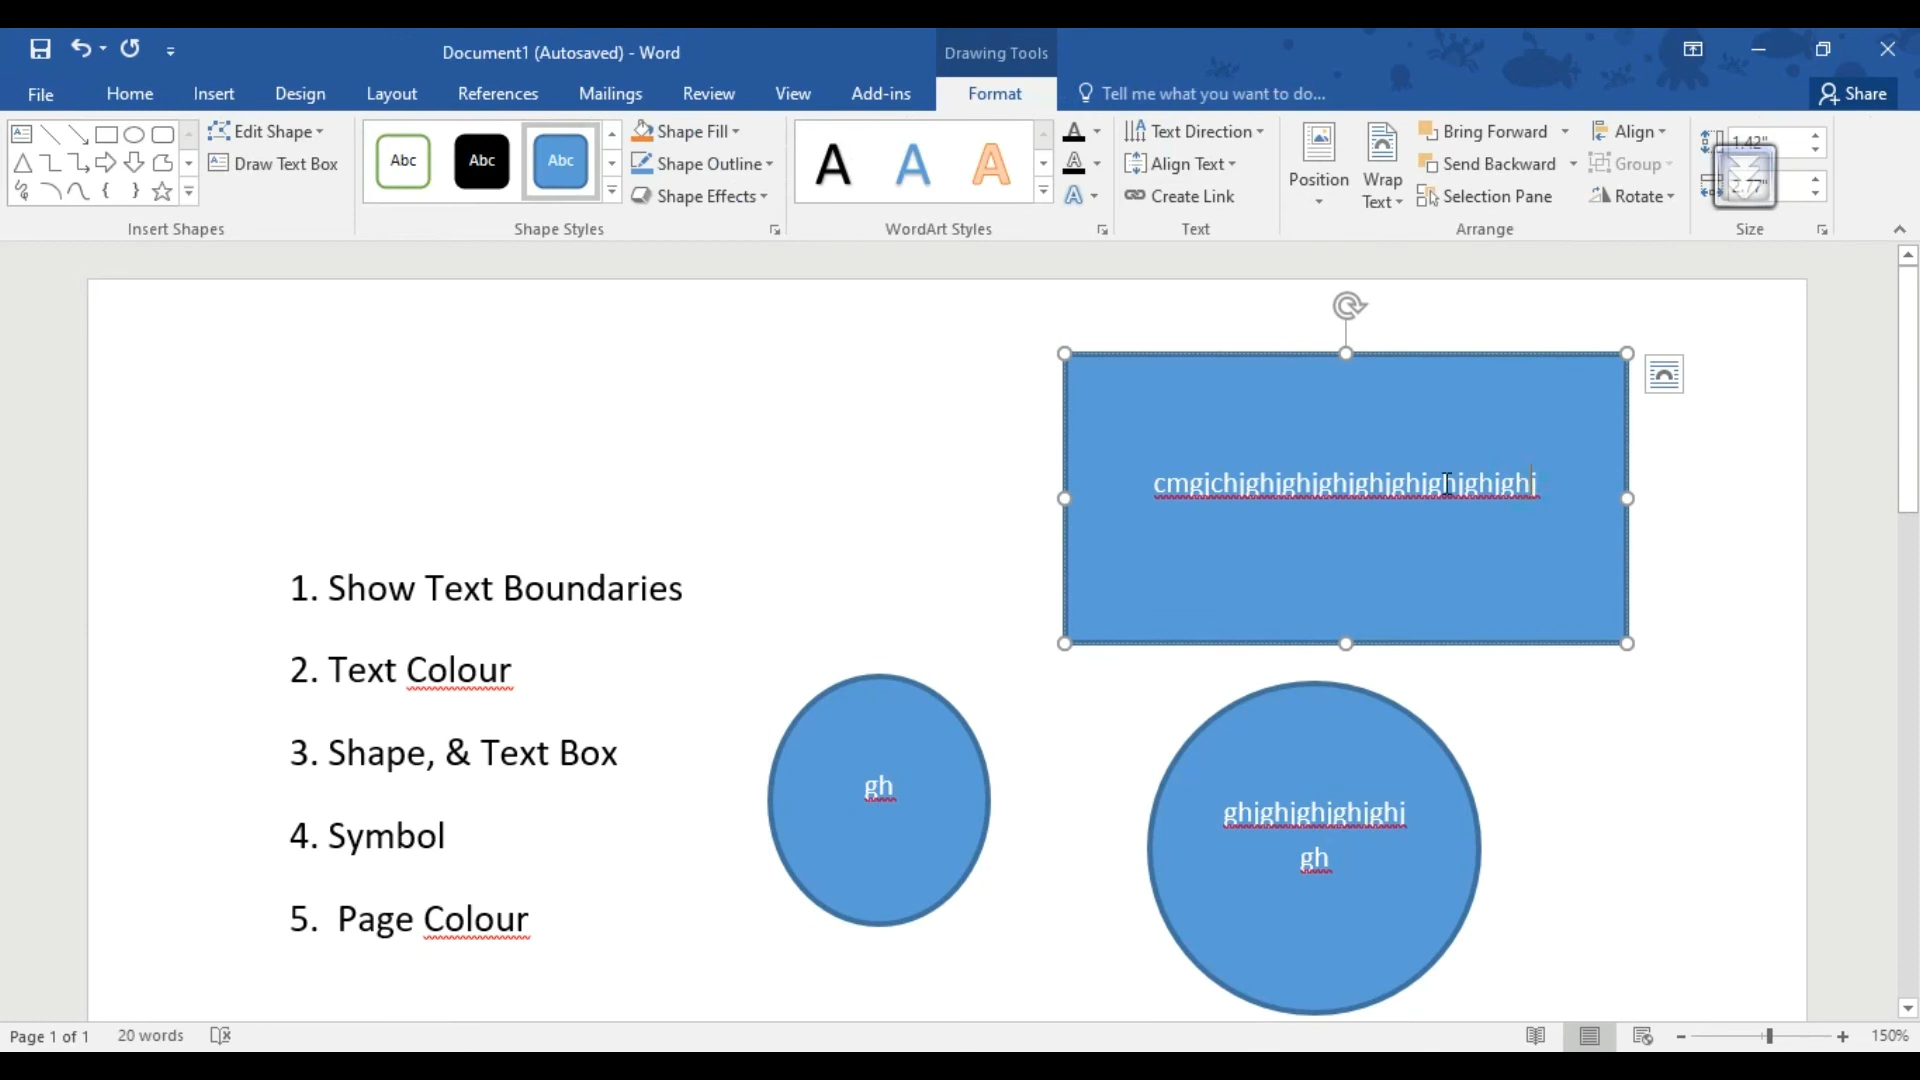 Document1 (Autosaved) - Word
Drawing Tools
File Home Insert Design Layout References Mailings Review View Add-ins Format Tell me what you want to do... Share
Edit Shape
Draw Text Box
Insert Shapes
Abc Abc Abc
Shape Fill
Shape Outline
Shape Effects
Shape Styles
A A A
WordArt Styles
Text Direction
Align Text
Create Link
Text
Position
Wrap Text
Bring Forward
Send Backward
Selection Pane
Align
Group
Rotate
Arrange
1.42"
2.77"
Size
1. Show Text Boundaries
2. Text Colour
3. Shape, & Text Box
4. Symbol
5. Page Colour
gh
gh
Page 1 of 1 20 words 150%